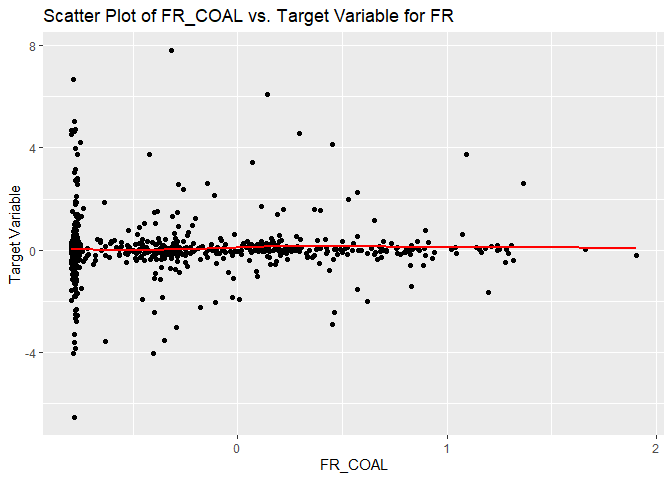 Scatter Plot of FR_COAL vs. Target Variable for FR
8
4
0
-4
Target Variable
0
1
2
FR_COAL